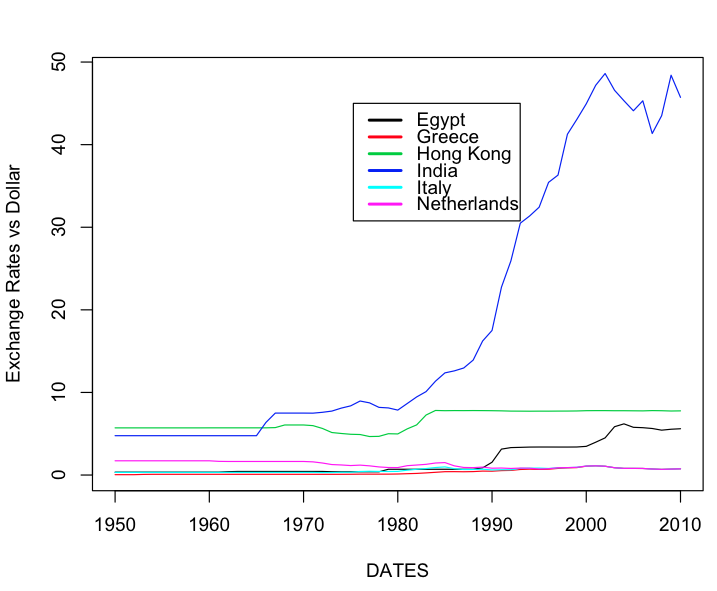 Exchange Rates vs Dollar
50
40
30
20
10
0
Egypt
Greece
Hong Kong
India
Italy
Netherlands
1950 1960 1970 1980 1990 2000 2010
DATES